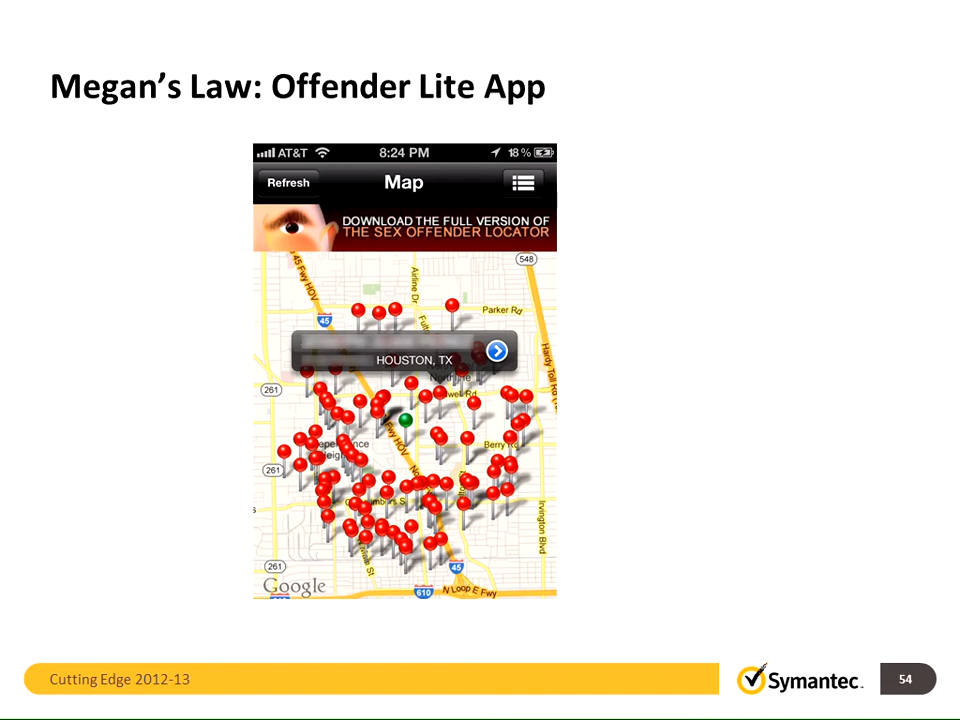 Megan's Law: Offender Lite App
AT&T 8:24 PM 18%
Refresh Map
DOWNLOAD THE FULL VERSION OF
THE SEX OFFENDER LOCATOR
548
45 Fwy HOV
Airline Dr
Parker Rd
45
HOUSTON, TX
Hardy Toll Rd
261
Berry Rd
261
Irvington Blvd
261
45
Google
610
N Loop E Fwy
Cutting Edge 2012-13
Symantec
54